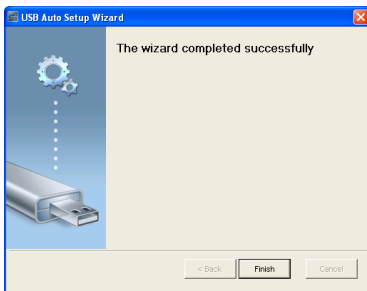 USB Auto Setup Wizard
The wizard completed successfully
< Back
Finish
Cancel